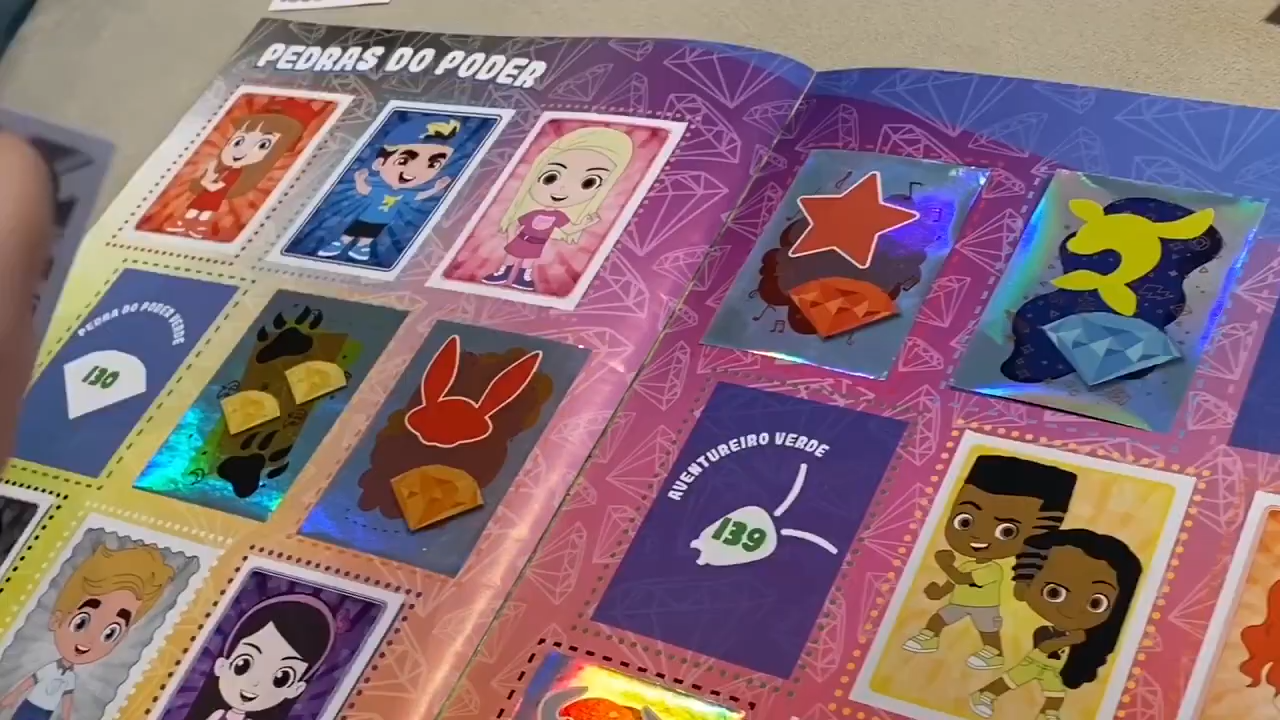 PEDRAS DO PODER
PEDRA DO PODER VERDE
130
AVENTUREIRO VERDE
139